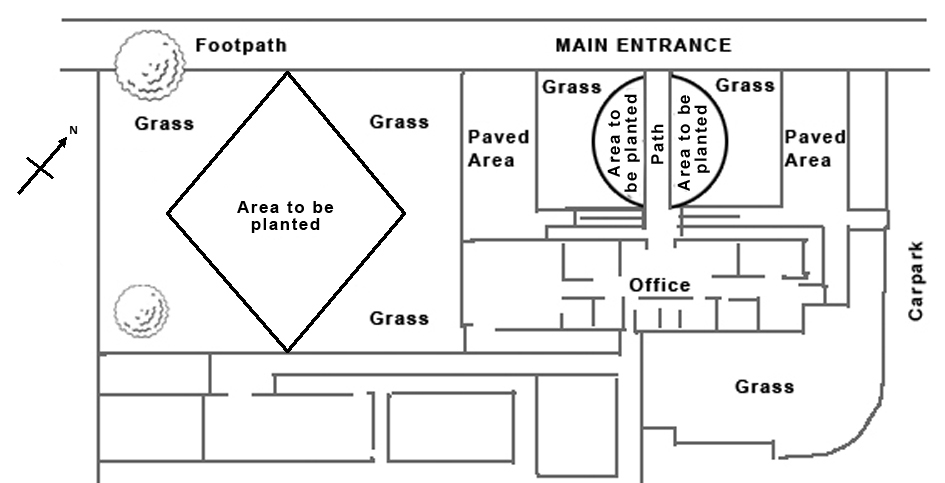 Footpath
MAIN ENTRANCE
Grass
Grass
N
Grass
Grass
Paved
Area
Area to be
be planted
Path
Area to be
planted
Paved
Area
Area to be
planted
Office
Carpark
Grass
Grass